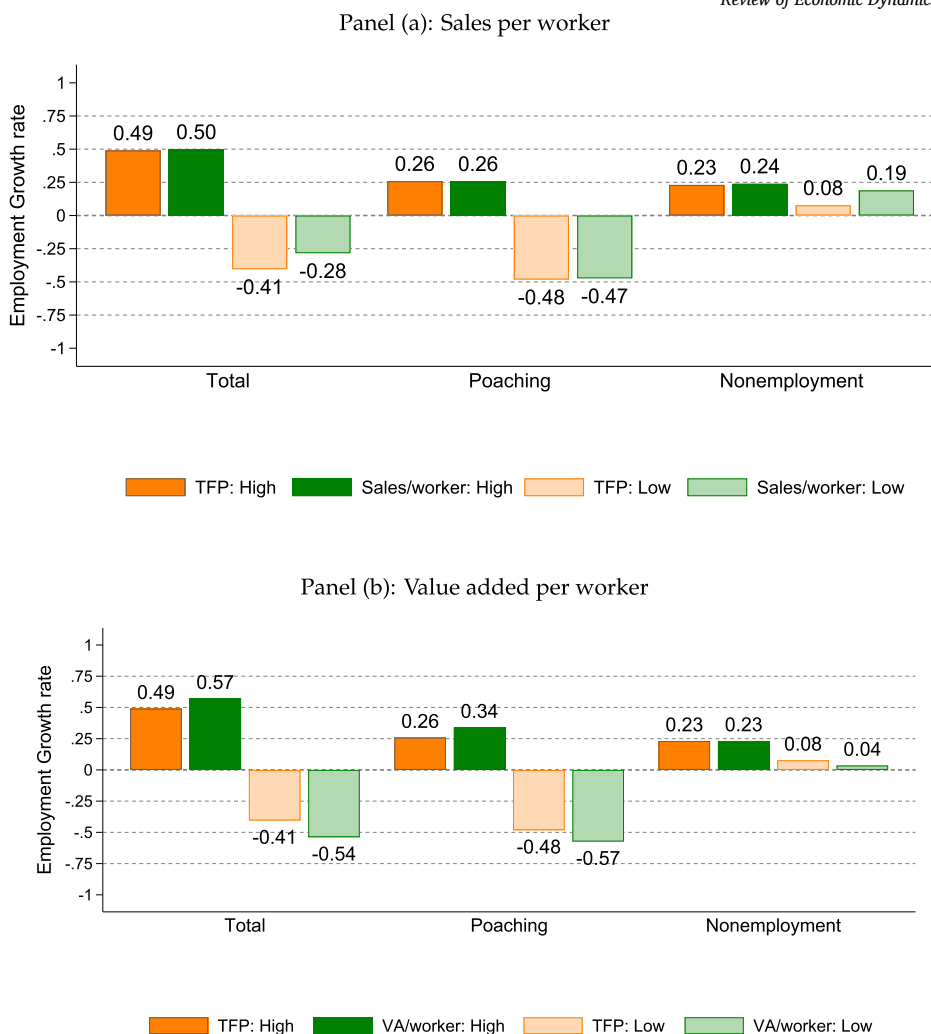 Review of Economic Dynamics
Panel (a): Sales per worker
Employment Growth rate
1
.75
.5
.25
0
-.25
-.5
-.75
-1
0.49
0.50
-0.41
-0.28
0.26
0.26
-0.48
-0.47
0.23
0.24
0.08
0.19
Total
Poaching
Nonemployment
TFP: High
Sales/worker: High
TFP: Low
Sales/worker: Low
Panel (b): Value added per worker
Employment Growth rate
1
.75
.5
.25
0
-.25
-.5
-.75
-1
0.49
0.57
-0.41
-0.54
0.26
0.34
-0.48
-0.57
0.23
0.23
0.08
0.04
Total
Poaching
Nonemployment
TFP: High
VA/worker: High
TFP: Low
VA/worker: Low